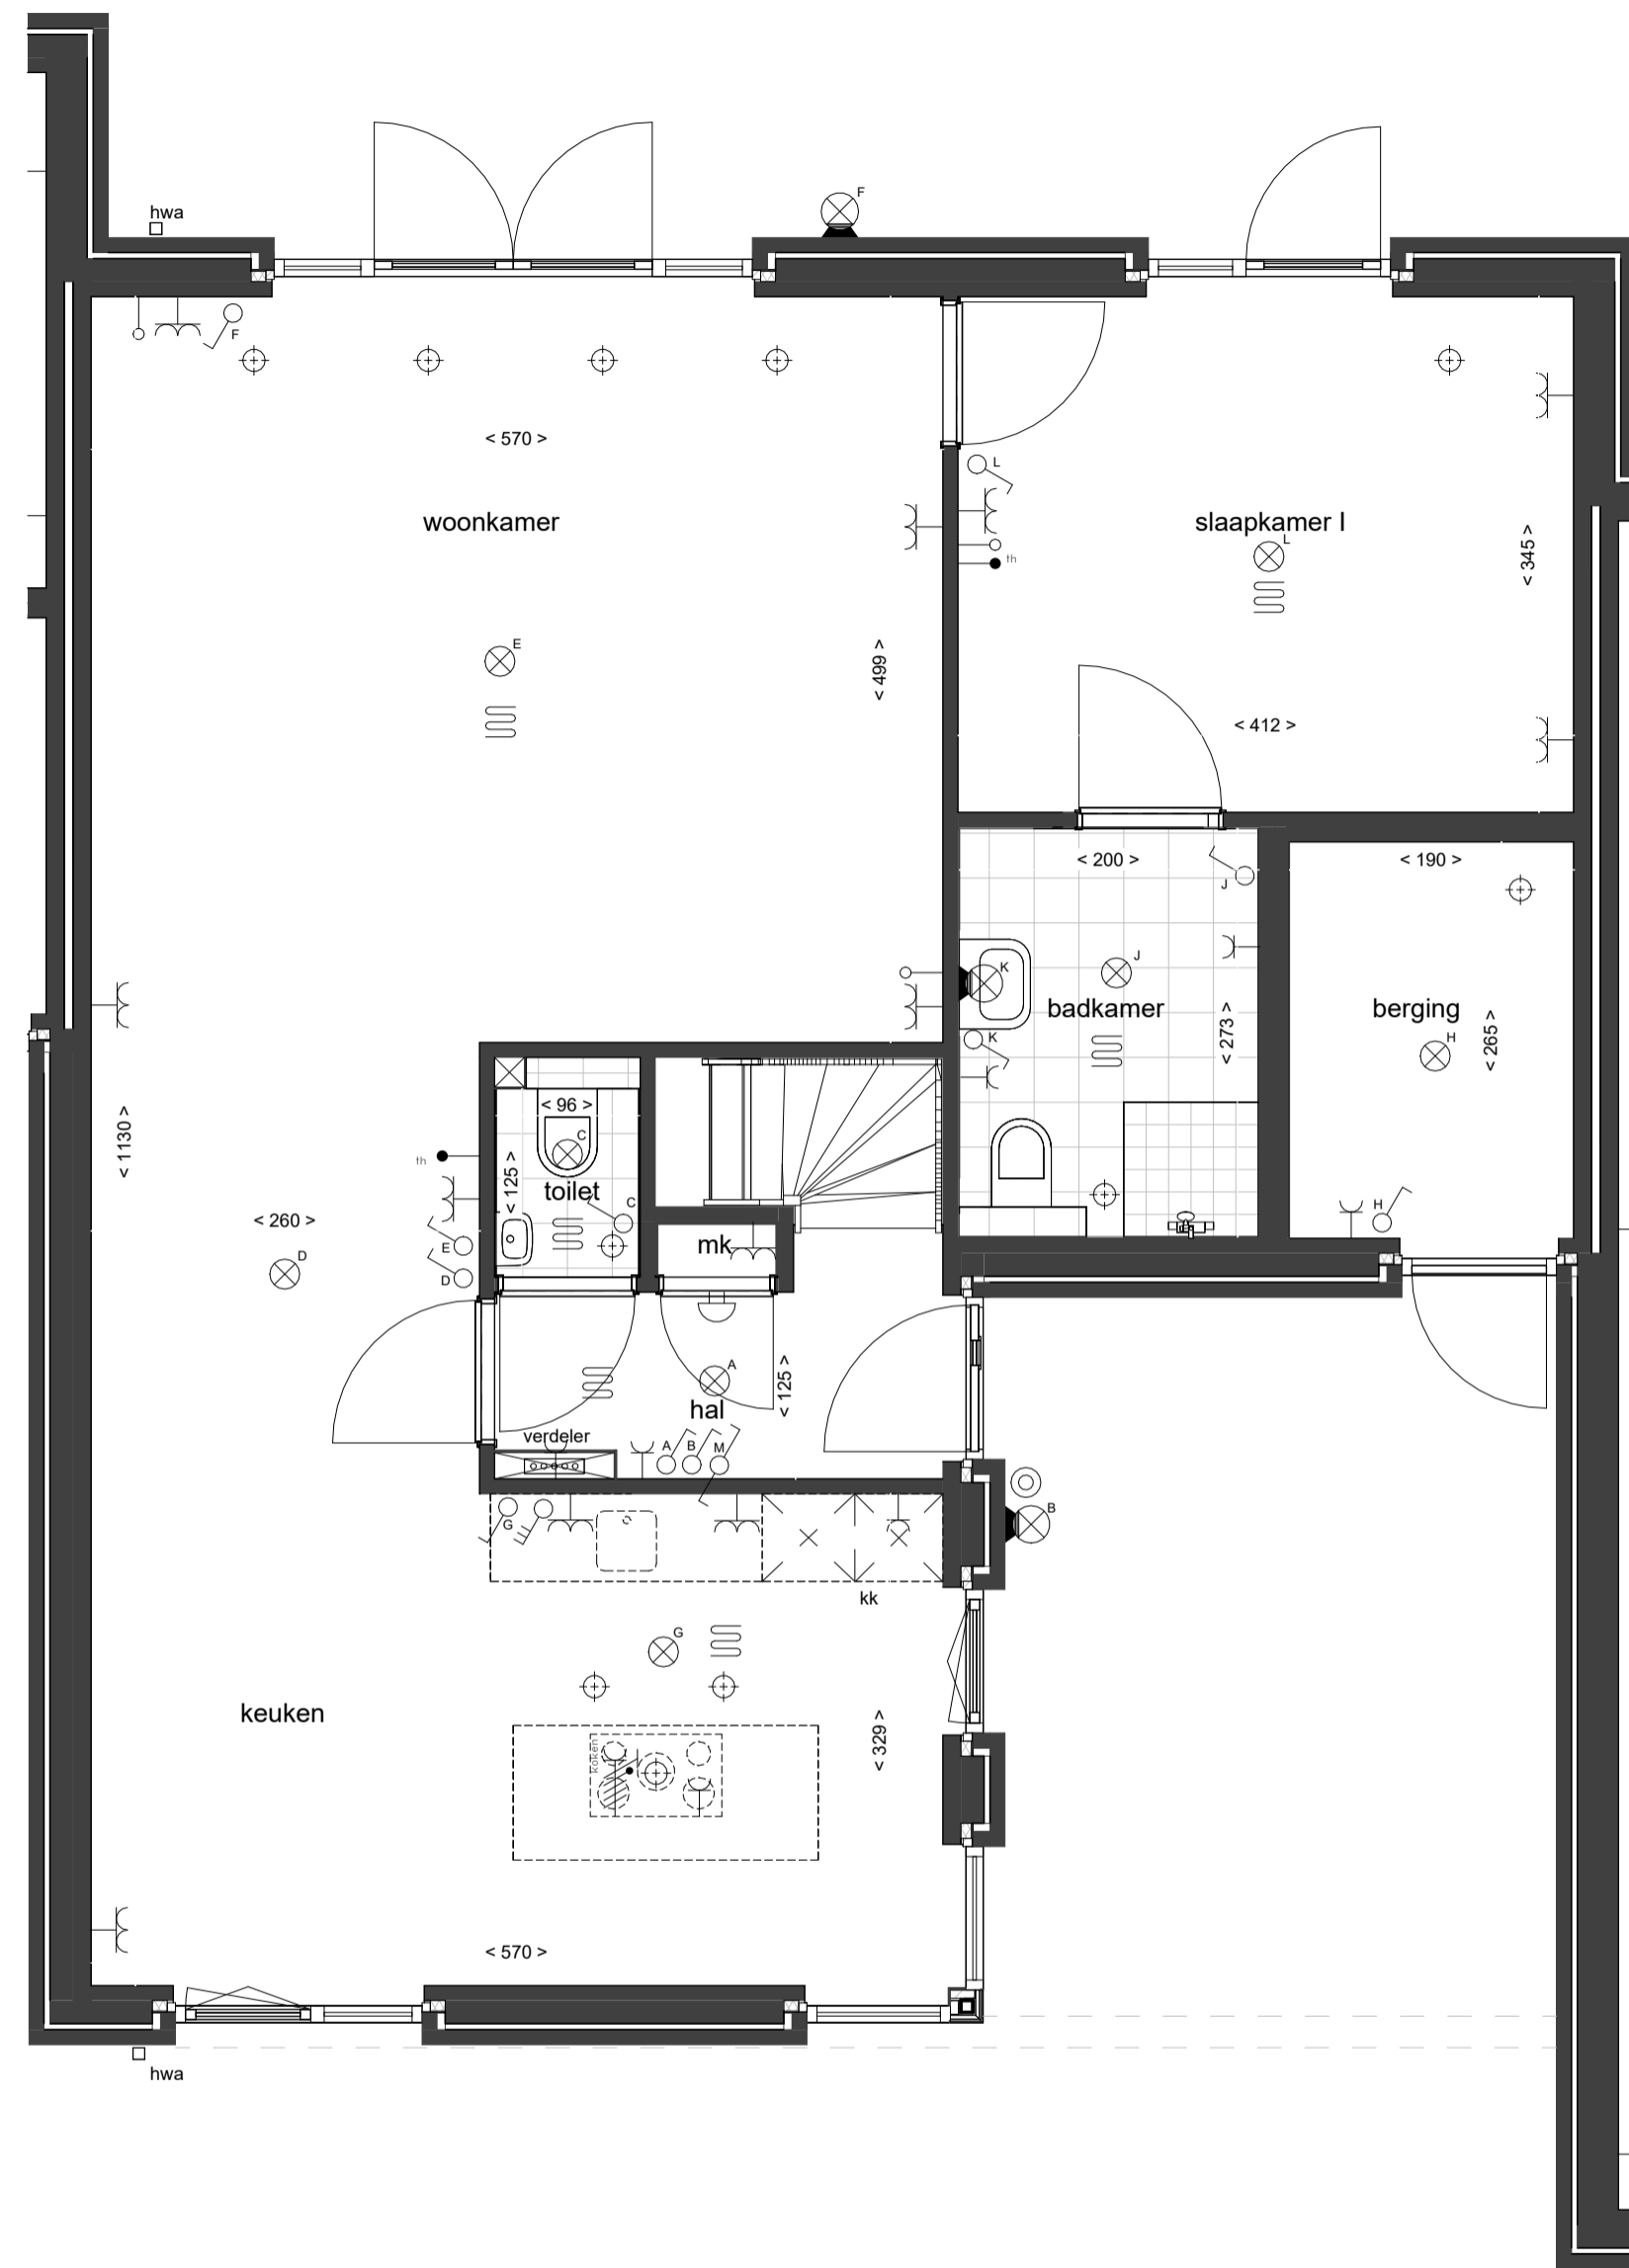 hwa
F
F
< 570 >
woonkamer
L
slaapkamer I
L
th
< 345 >
E
< 499 >
< 412 >
< 200 >
< 190 >
J
K
J
badkamer
berging
K
< 273 >
H
< 265 >
< 1130 >
< 96 >
C
th
< 125 >
toilet
C
H
< 260 >
E
mk
D
D
A
< 125 >
hal
verdeler
A
B
M
G
B
kk
G
keuken
< 329 >
koken
< 570 >
hwa